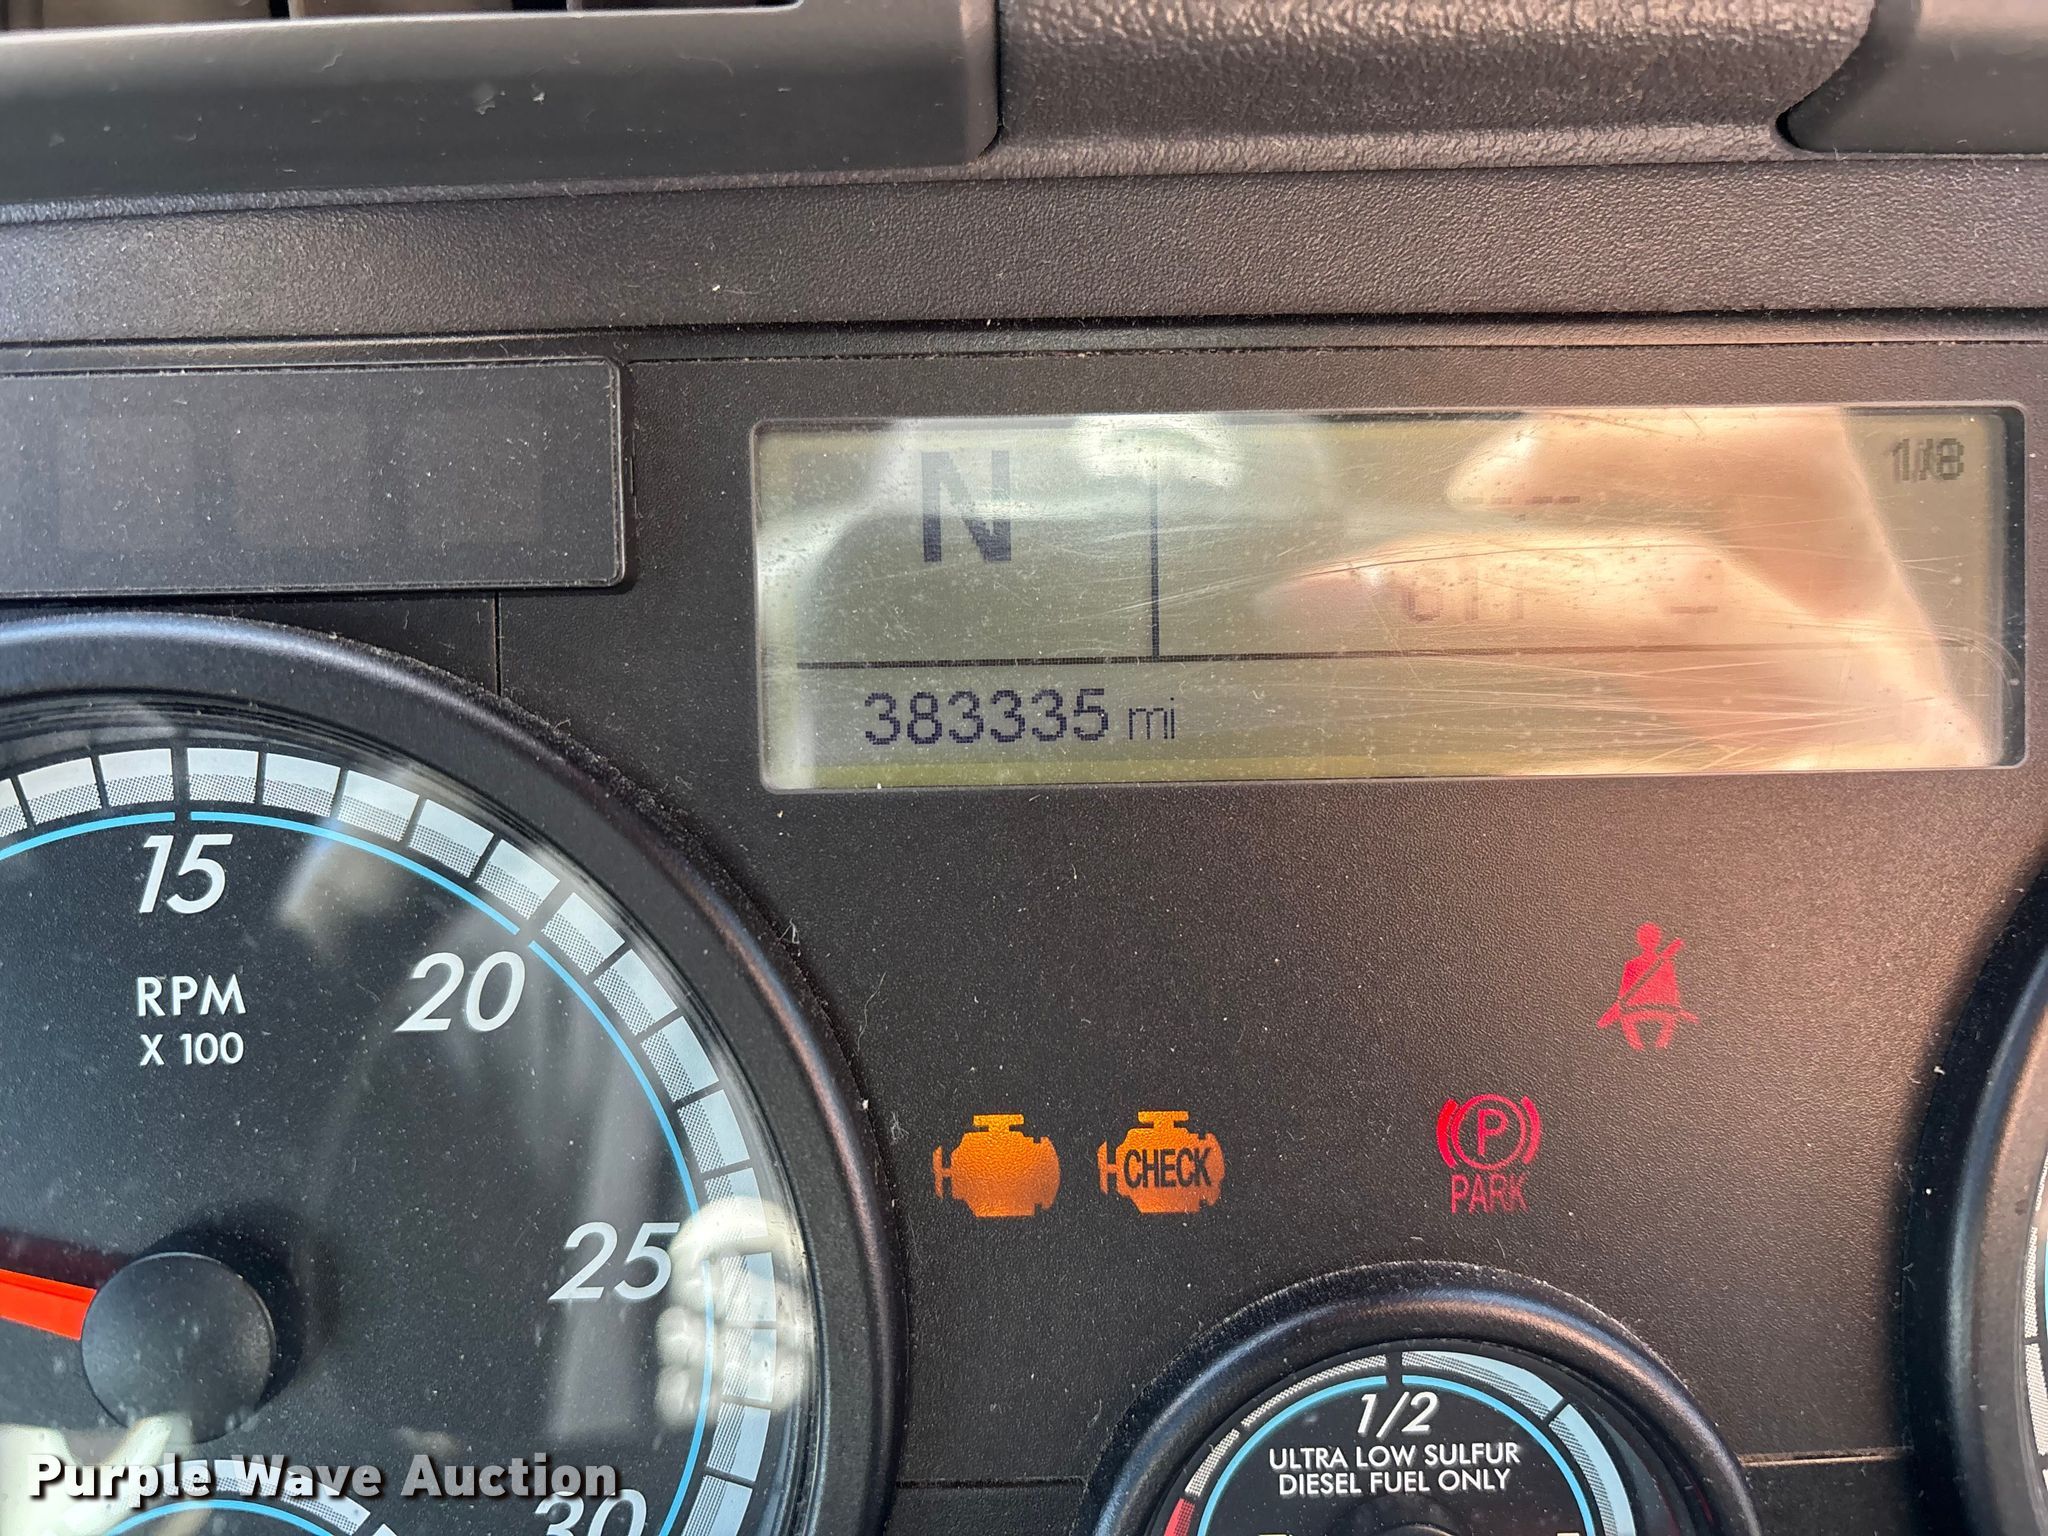 N
1/8
383335 mi
15
20
RPM
X 100
25
30
CHECK
P
PARK
1/2
ULTRA LOW SULFUR
DIESEL FUEL ONLY
Purple Wave Auction